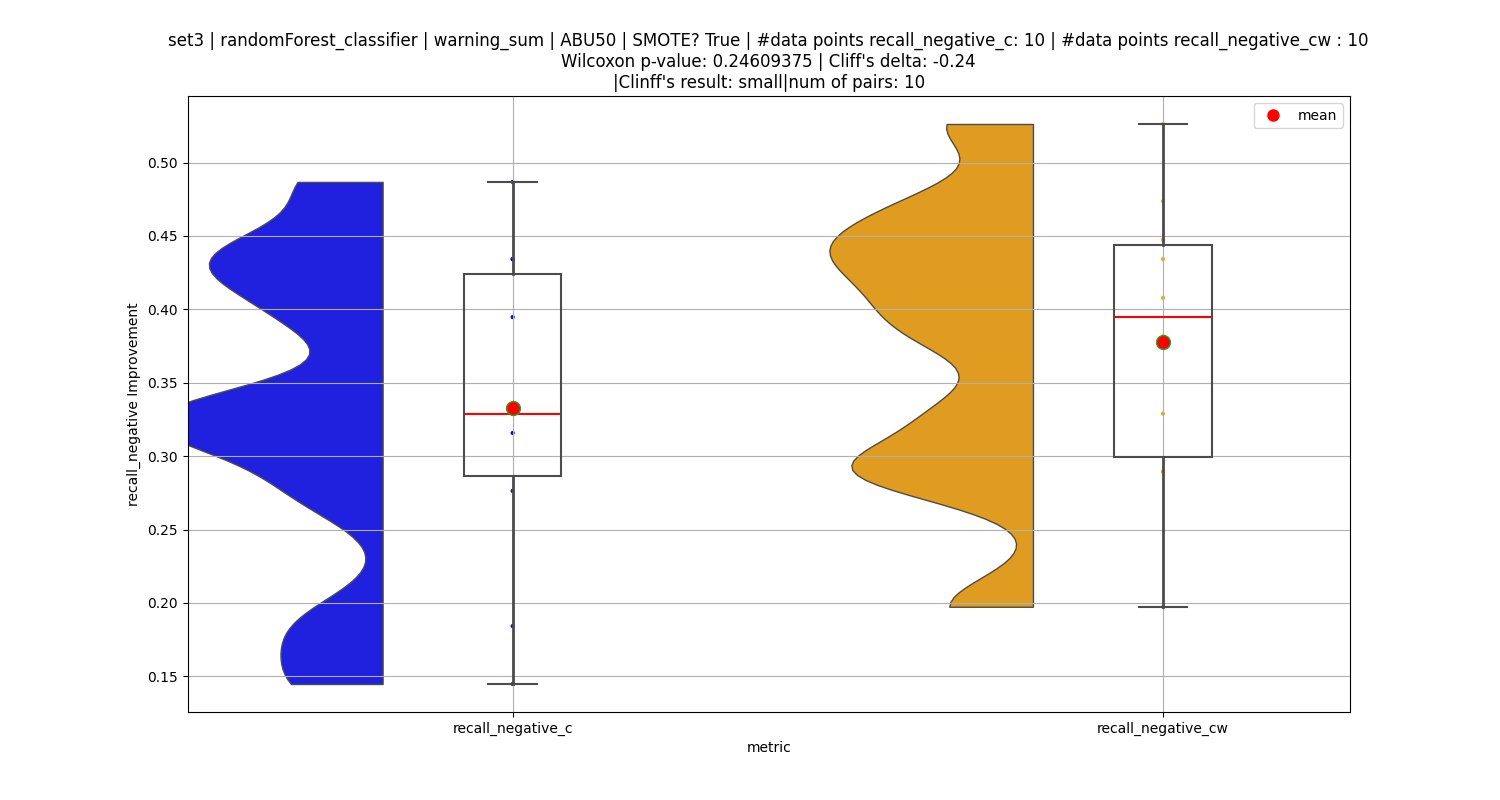 set3 | randomForest_classifier | warning_sum | ABU50 | SMOTE? True | #data points recall_negative_c: 10 | #data points recall_negative_cw : 10
Wilcoxon p-value: 0.24609375 | Cliff's delta: -0.24
|Clinff's result: small|num of pairs: 10
mean
recall_negative Improvement
0.50
0.45
0.40
0.35
0.30
0.25
0.20
0.15
recall_negative_c
recall_negative_cw
metric